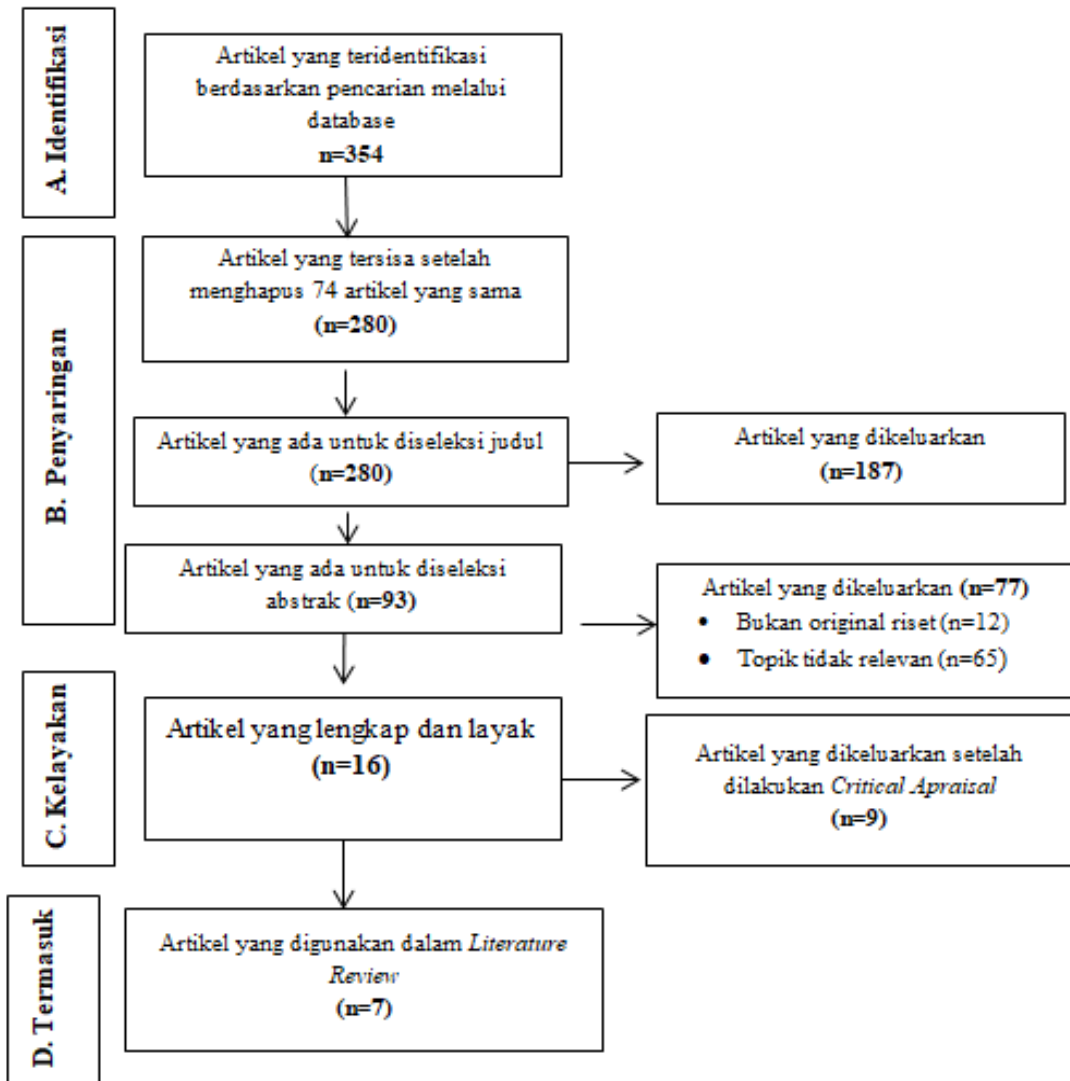 A. Identifikasi
Artikel yang teridentifikasi
berdasarkan pencarian melalui
database
n=354
B. Penyaringan
Artikel yang tersisa setelah
menghapus 74 artikel yang sama
(n=280)
Artikel yang ada untuk diseleksi judul
(n=280)
Artikel yang dikeluarkan
(n=187)
Artikel yang ada untuk diseleksi
abstrak (n=93)
Artikel yang dikeluarkan (n=77)
• Bukan original riset (n=12)
• Topik tidak relevan (n=65)
C. Kelayakan
Artikel yang lengkap dan layak
(n=16)
Artikel yang dikeluarkan setelah
dilakukan Critical Appraisal
(n=9)
D. Termasuk
Artikel yang digunakan dalam Literature
Review
(n=7)